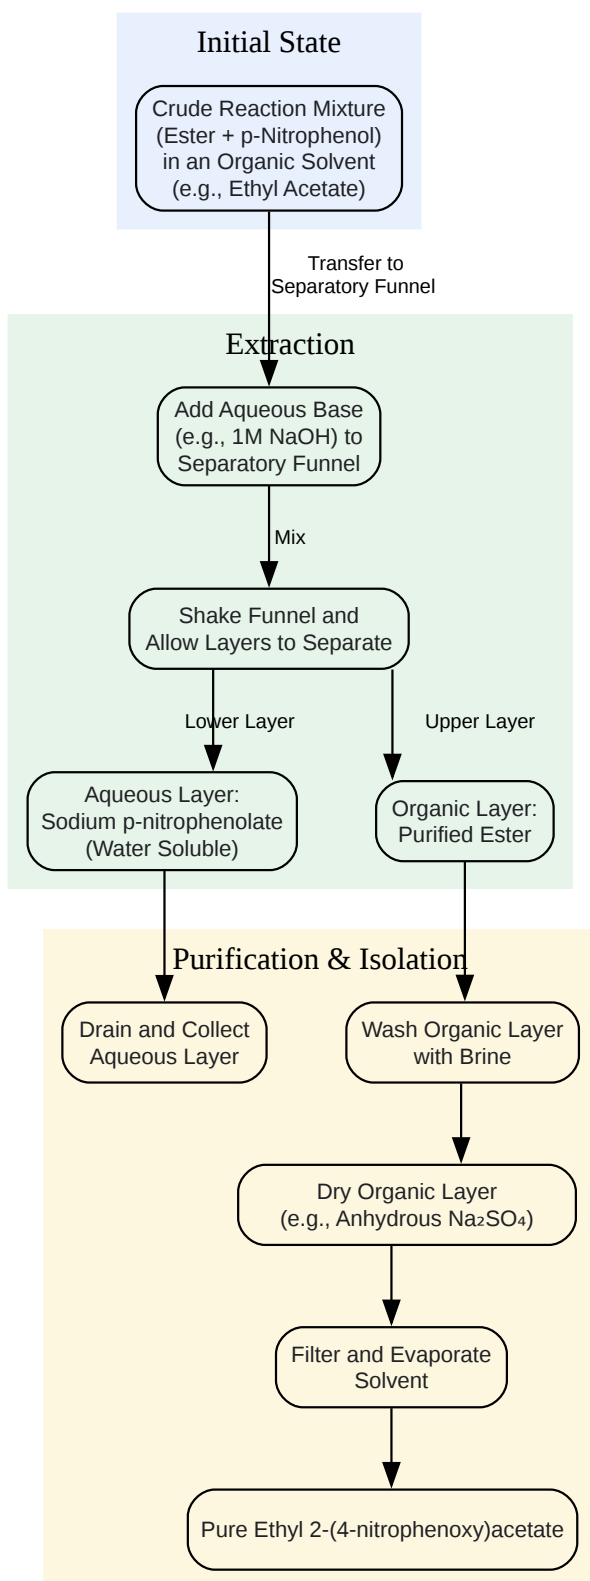 Initial State
Crude Reaction Mixture
(Ester + p-Nitrophenol)
in an Organic Solvent
(e.g., Ethyl Acetate)
Transfer to
Separatory Funnel
Extraction
Add Aqueous Base
(e.g., 1M NaOH) to
Separatory Funnel
Mix
Shake Funnel and
Allow Layers to Separate
Lower Layer
Upper Layer
Aqueous Layer:
Sodium p-nitrophenolate
(Water Soluble)
Organic Layer:
Purified Ester
Purification & Isolation
Drain and Collect
Aqueous Layer
Wash Organic Layer
with Brine
Dry Organic Layer
(e.g., Anhydrous Na₂SO₄)
Filter and Evaporate
Solvent
Pure Ethyl 2-(4-nitrophenoxy)acetate